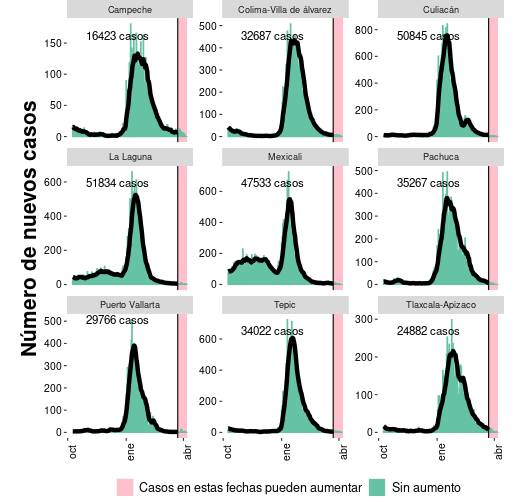 Número de nuevos casos
Campeche
16423 casos
150
100
50
0
Colima-Villa de álvarez
32687 casos
500
400
300
200
100
0
Culiacán
50845 casos
800
600
400
200
0
La Laguna
51834 casos
600
400
200
0
Mexicali
47533 casos
600
400
200
0
Pachuca
35267 casos
500
400
300
200
100
0
Puerto Vallarta
29766 casos
500
400
300
200
100
0
Tepic
34022 casos
600
400
200
0
Tlaxcala-Apizaco
24882 casos
300
200
100
0
oct ene abr
oct ene abr
oct ene abr
Casos en estas fechas pueden aumentar Sin aumento